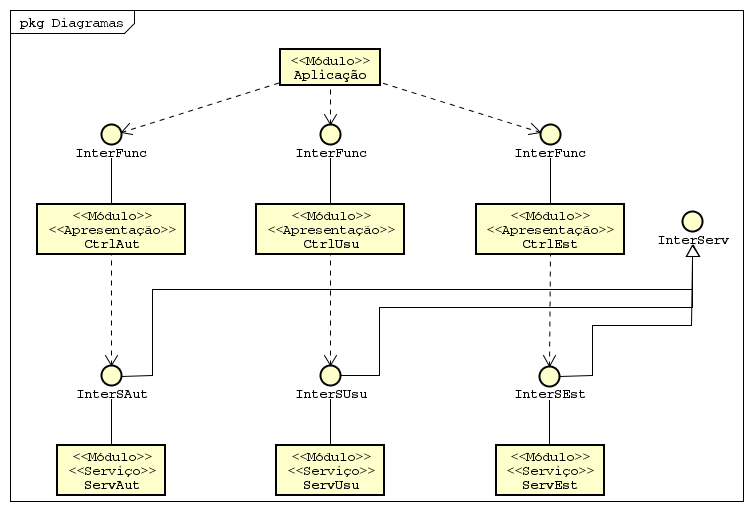 pkg Diagramas
<<Módulo>>
Aplicação
InterFunc
InterFunc
InterFunc
<<Módulo>>
<<Apresentação>>
CtrlAut
<<Módulo>>
<<Apresentação>>
CtrlUsu
<<Módulo>>
<<Apresentação>>
CtrlEst
InterServ
InterSAut
InterSUsu
InterSEst
<<Módulo>>
<<Serviço>>
ServAut
<<Módulo>>
<<Serviço>>
ServUsu
<<Módulo>>
<<Serviço>>
ServEst